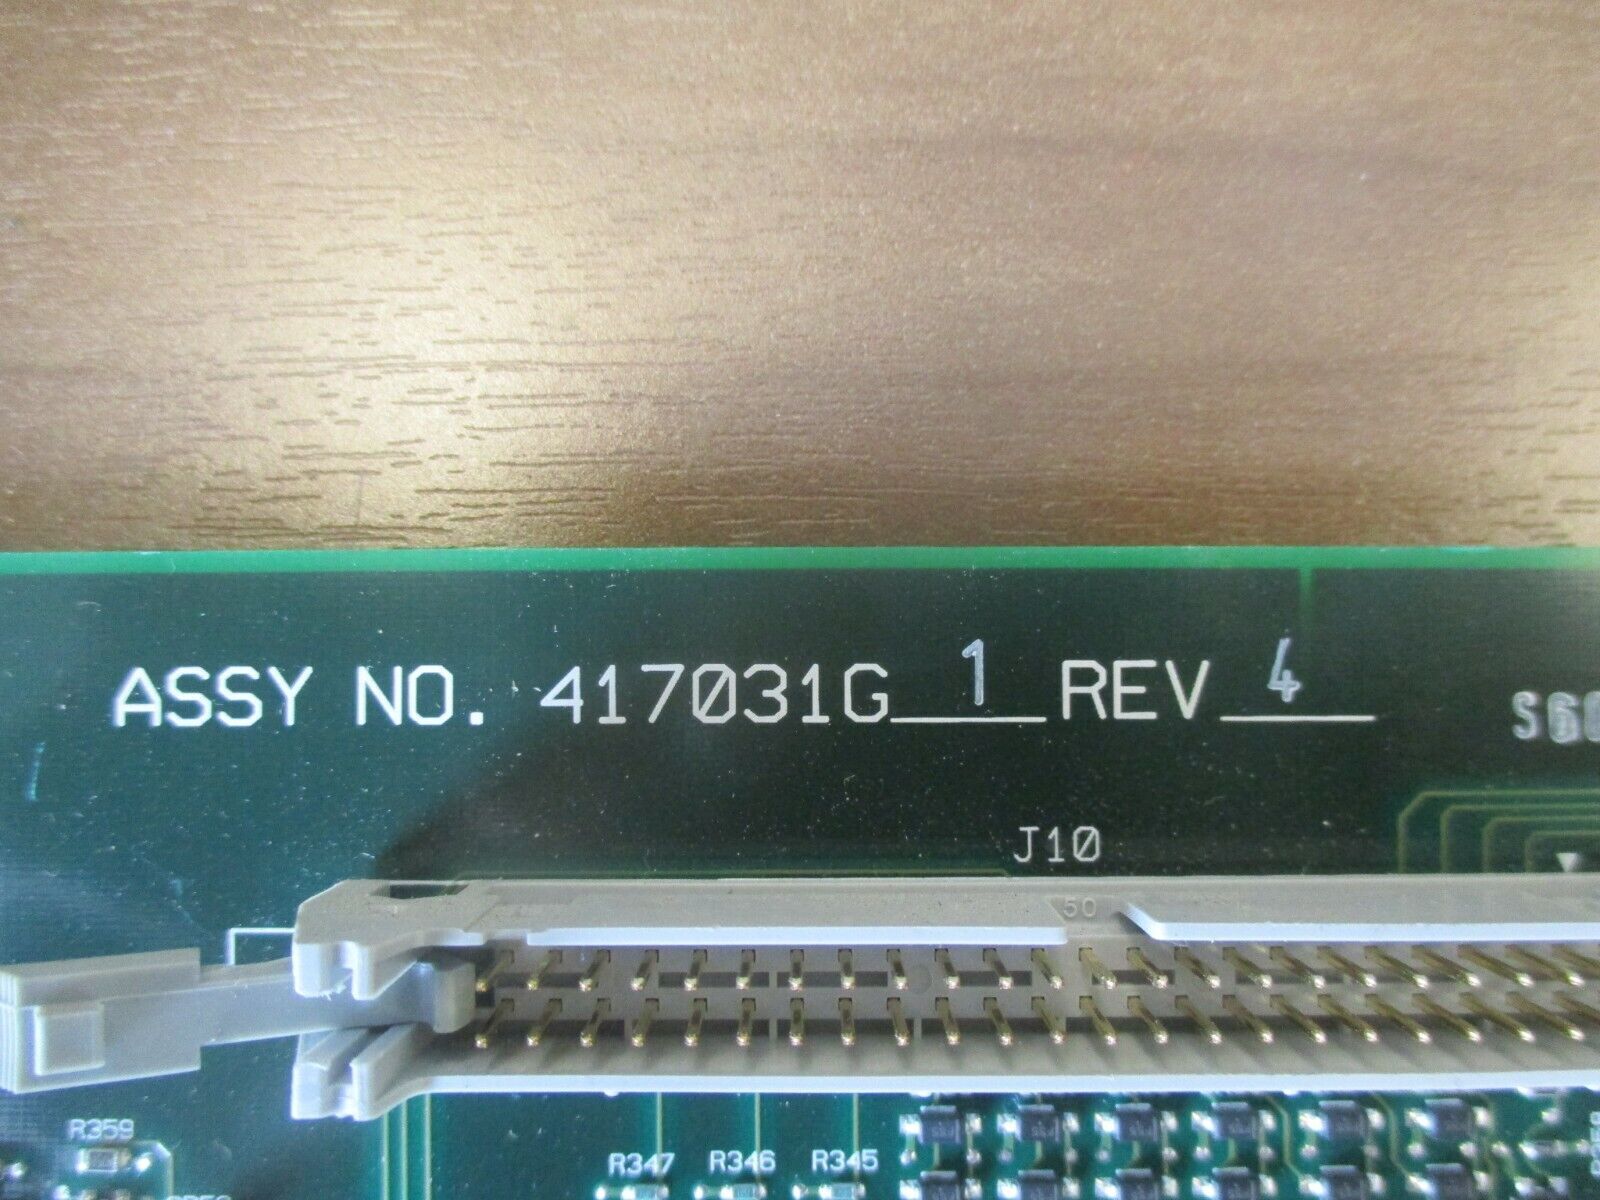 ASSY NO. 417031G 1 REV 4
J10
50
R359
R347 R346 R345